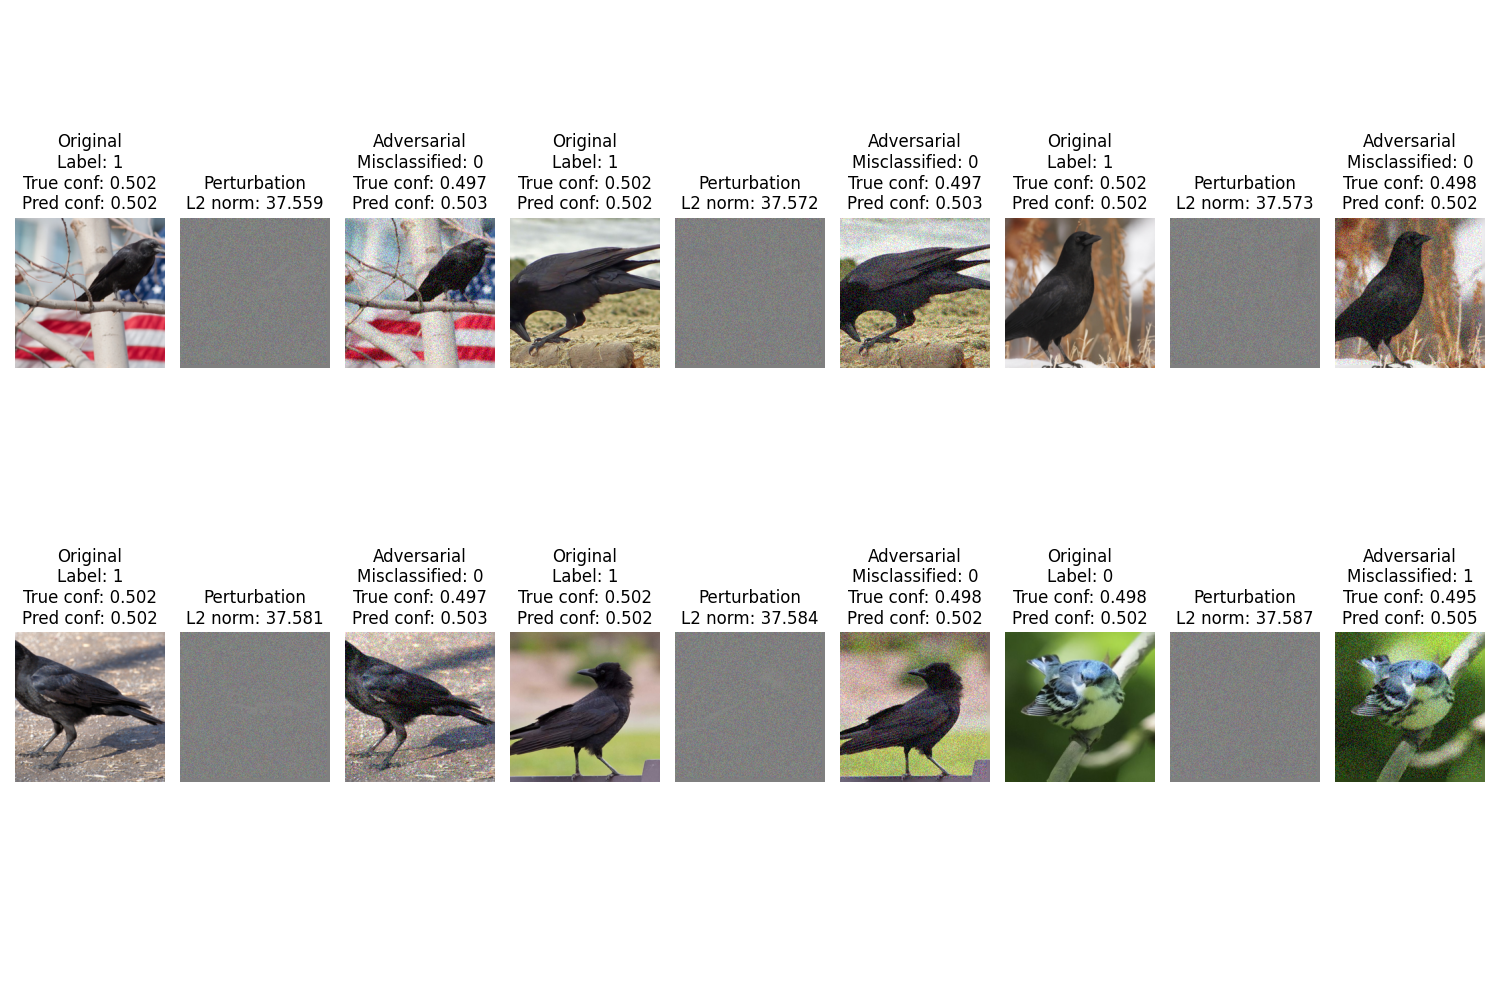 Original
Label: 1
True conf: 0.502
Pred conf: 0.502
Perturbation
L2 norm: 37.559
Adversarial
Misclassified: 0
True conf: 0.497
Pred conf: 0.503
Original
Label: 1
True conf: 0.502
Pred conf: 0.502
Perturbation
L2 norm: 37.572
Adversarial
Misclassified: 0
True conf: 0.497
Pred conf: 0.503
Original
Label: 1
True conf: 0.502
Pred conf: 0.502
Perturbation
L2 norm: 37.573
Adversarial
Misclassified: 0
True conf: 0.498
Pred conf: 0.502
Original
Label: 1
True conf: 0.502
Pred conf: 0.502
Perturbation
L2 norm: 37.581
Adversarial
Misclassified: 0
True conf: 0.497
Pred conf: 0.503
Original
Label: 1
True conf: 0.502
Pred conf: 0.502
Perturbation
L2 norm: 37.584
Adversarial
Misclassified: 0
True conf: 0.498
Pred conf: 0.502
Original
Label: 0
True conf: 0.498
Pred conf: 0.502
Perturbation
L2 norm: 37.587
Adversarial
Misclassified: 1
True conf: 0.495
Pred conf: 0.505